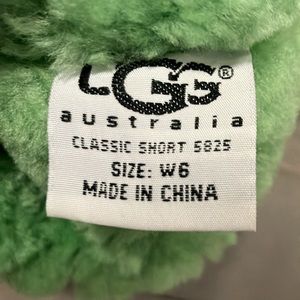 UGG®
australia
CLASSIC SHORT 5825
SIZE: W6
MADE IN CHINA